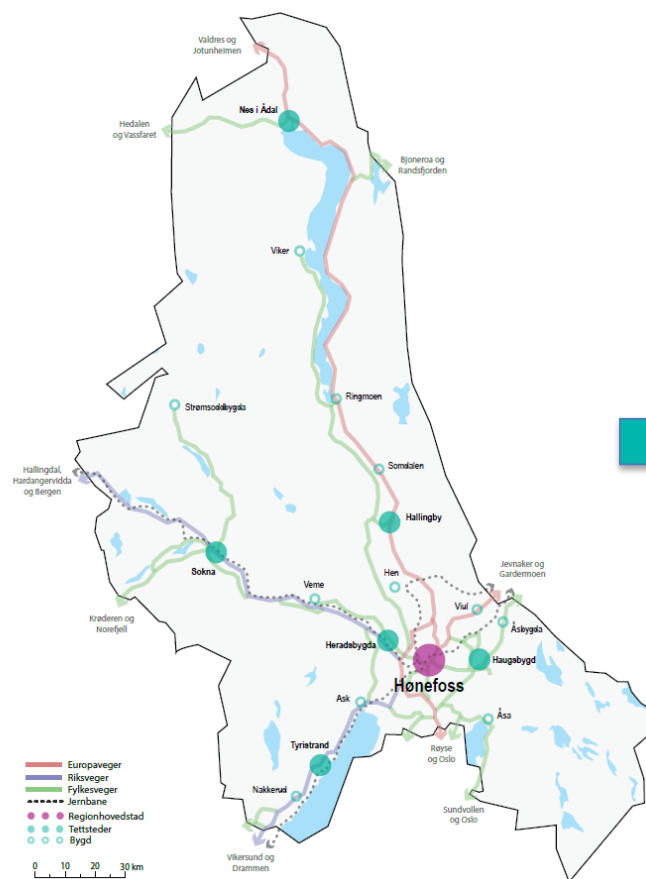 Valdres og
Jotunheimen
Nes i Ådal
Hedalen
og Vassfaret
Bjoneroa og
Randsfjorden
Viker
Ringmoen
Strømsoddbygda
Somdalen
Hallingdal,
Hardangervidda
og Bergen
Hallingby
Sokna
Hen
Jevnaker og
Gardermoen
Veme
Viul
Krøderen og
Norefjell
Åsbygda
Heradsbygda
Haugsbygd
Hønefoss
Ask
Åsa
Tyristrand
Røyse
og Oslo
Nakkerud
Sundvollen
og Oslo
Vikersund og
Drammen
Europaveger
Riksveger
Fylkesveger
Jernbane
Regionhovedstad
Tettsteder
Bygd
0 10 20 30 km